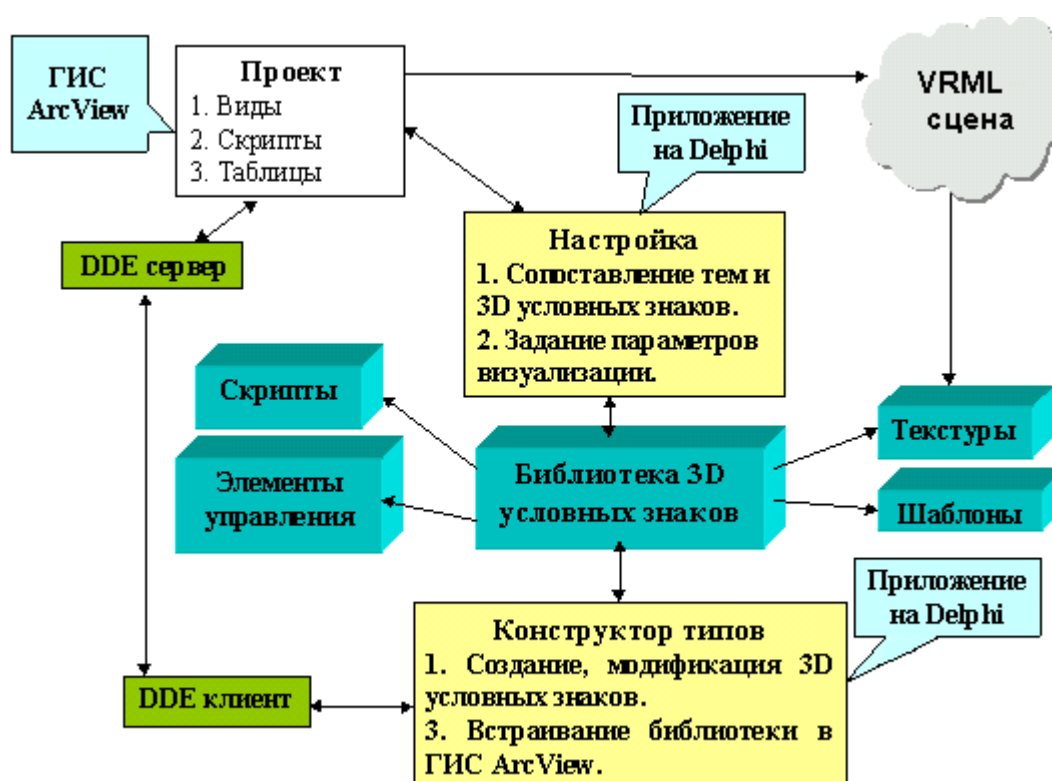 ГИС
ArcView
Проект
1. Виды
2. Скрипты
3. Таблицы
VRML
сцена
Приложение
на Delphi
DDE сервер
Настройка
1. Сопоставление тем и
3D условных знаков.
2. Задание параметров
визуализации.
Скрипты
Элементы
управления
Библиотека 3D
условных знаков
Текстуры
Шаблоны
Приложение
на Delphi
Конструктор типов
1. Создание, модификация 3D
условных знаков.
3. Встраивание библиотеки в
ГИС ArcView.
DDE клиент